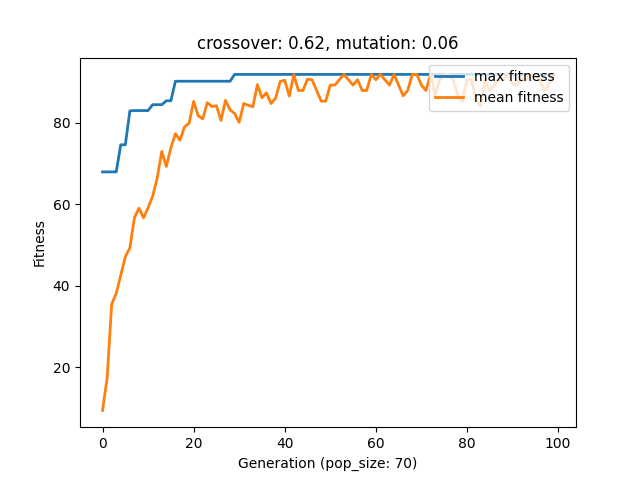 crossover: 0.62, mutation: 0.06
max fitness
mean fitness
80
60
40
20
Fitness
0 20 40 60 80 100
Generation (pop_size: 70)